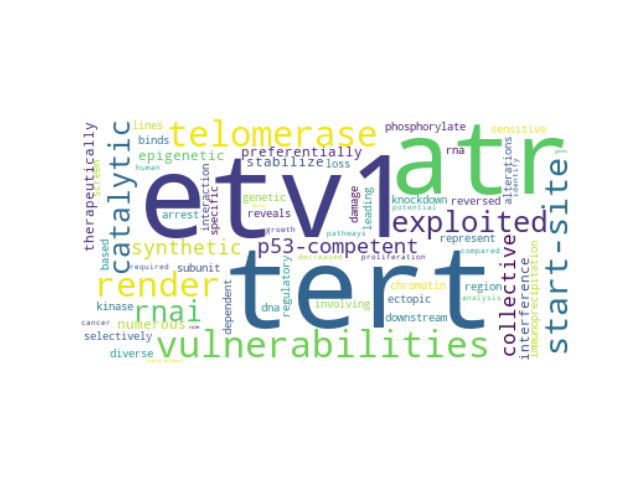 etv1
tert
atr
telomerase
vulnerabilities
render
exploited
rnai
synthetic
catalytic
start-site
collective
p53-competent
phosphorylate
sensitive
lines
binds
preferentially
rna
epigenetic
stabilize
loss
human
therapeutically
screen
arrest
interaction
specific
genetic
reveals
growth
damage
leading
knockdown
reversed
potential
alterations
identify
genes
based
required
subunit
pathways
decreased
proliferation
represent
compared
kinase
numerous
dependent
dna
regulatory
involving
chromatin
ectopic
region
analysis
downstream
interference
immunoprecipitation
cancer
selectively
diverse